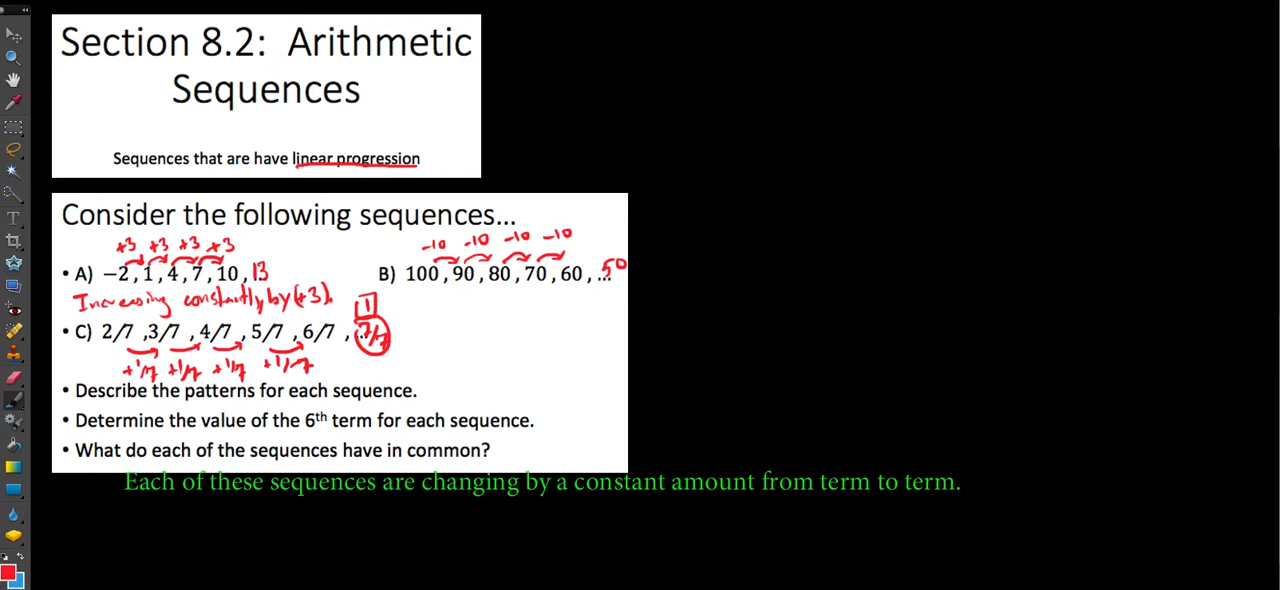 Section 8.2: Arithmetic
Sequences
Sequences that are have linear progression
Consider the following sequences...
+3 +3 +3 +3
-10 -10 -10 -10
• A) −2 , 1 , 4 , 7 , 10 , 13
B) 100 , 90 , 80 , 70 , 60 , ... 50
Increasing constantly by (+3).
1
• C) 2/7 ,3/7 , 4/7 , 5/7 , 6/7 , 7/7
+1/7 +1/7 +1/7 +1/7
• Describe the patterns for each sequence.
• Determine the value of the 6th term for each sequence.
• What do each of the sequences have in common?
Each of these sequences are changing by a constant amount from term to term.